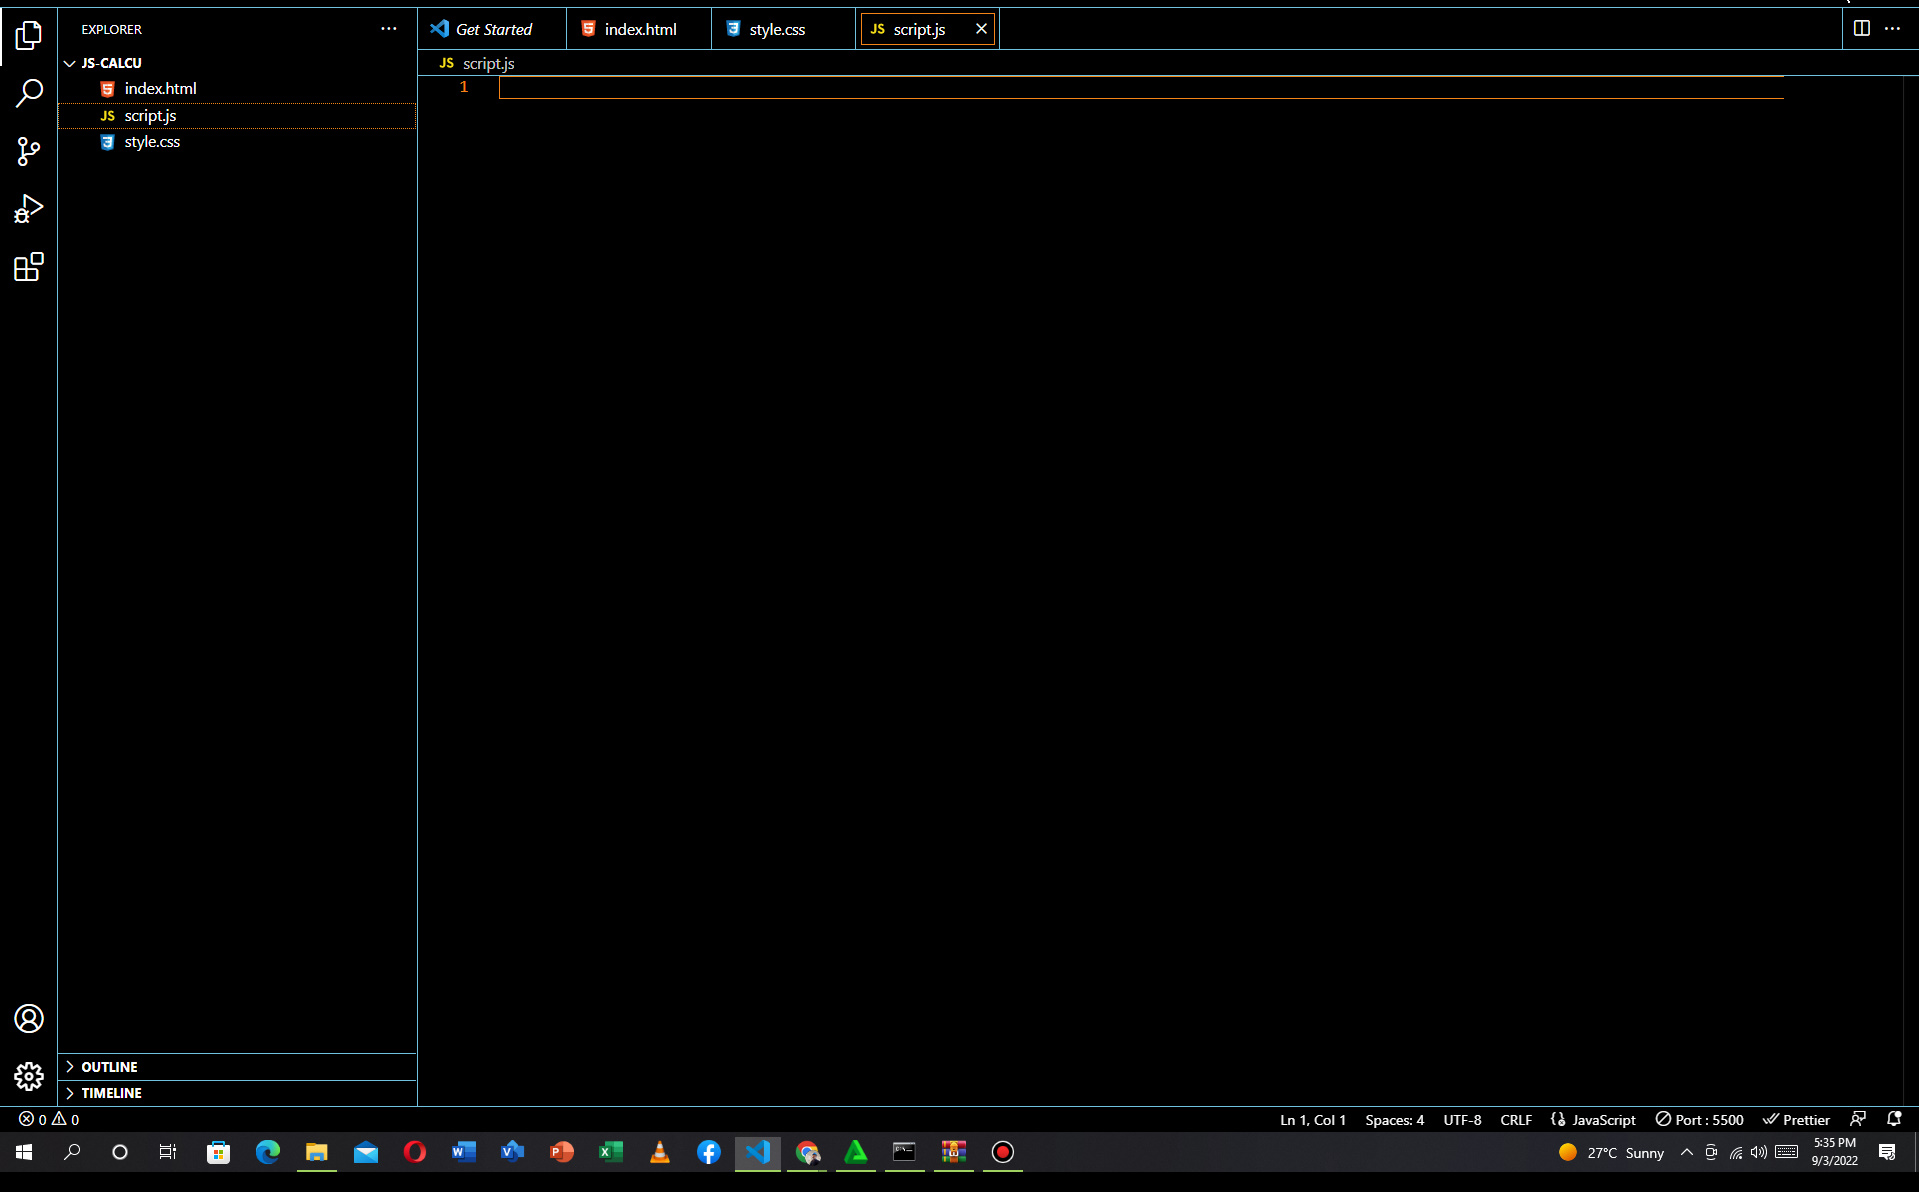 EXPLORER
JS-CALCU
index.html
JS script.js
style.css
OUTLINE
TIMELINE
Get Started
index.html
style.css
JS script.js
JS script.js
1
0 0
Ln 1, Col 1 Spaces: 4 UTF-8 CRLF JavaScript Port : 5500 Prettier
27°C Sunny
5:35 PM
9/3/2022